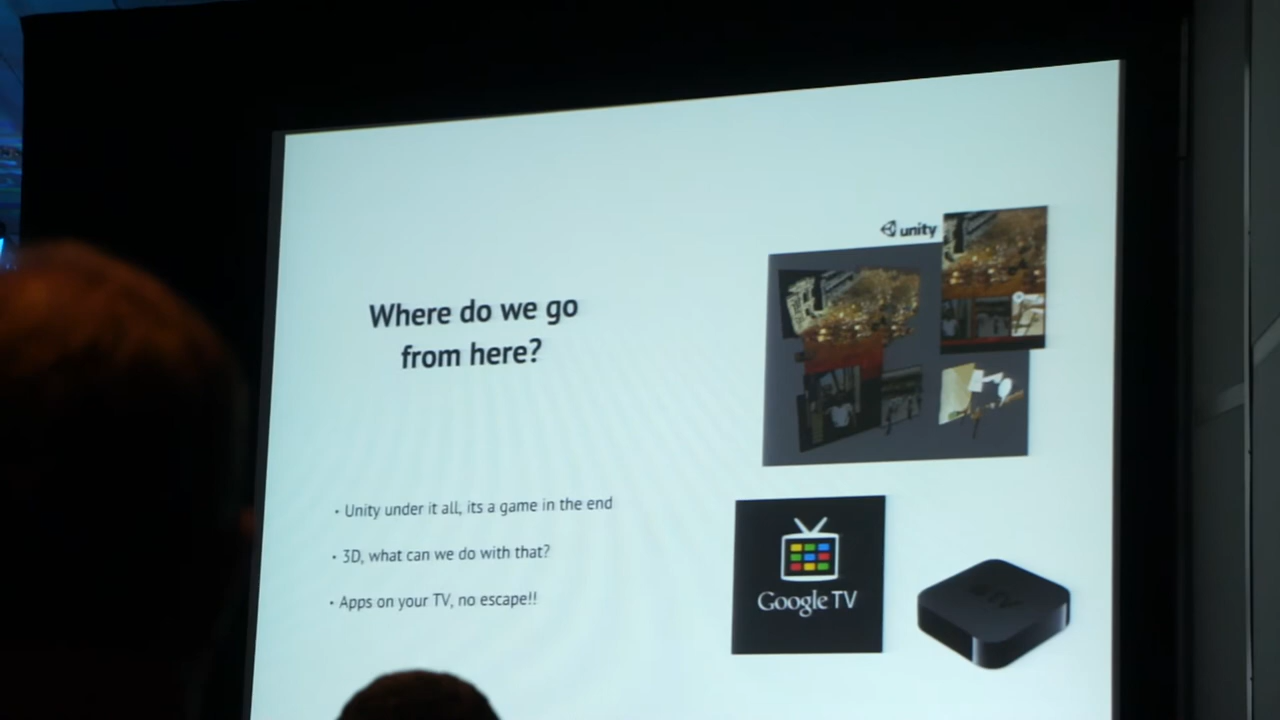 unity
Where do we go
from here?
• Unity under it all, its a game in the end
• 3D, what can we do with that?
• Apps on your TV, no escape!!
Google TV
tv